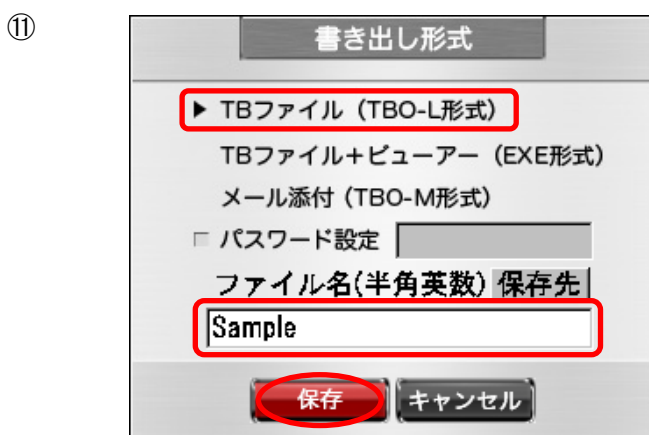 ⑪
書き出し形式
▶ TBファイル（TBO-L形式）
TBファイル+ビューアー（EXE形式）
メール添付（TBO-M形式）
パスワード設定
ファイル名(半角英数) 保存先
Sample
保存 キャンセル